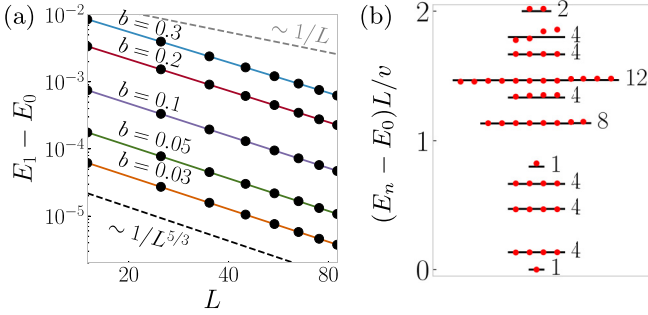 (a)
10^{-2}
10^{-3}
10^{-4}
10^{-5}
E_1 − E_0
b = 0.3
b = 0.2
b = 0.1
b = 0.05
b = 0.03
~ 1/L
~ 1/L^{5/3}
20
40
80
L
(b)
2
1
0
(E_n − E_0)L/v
2
4
4
12
4
8
1
4
4
4
1